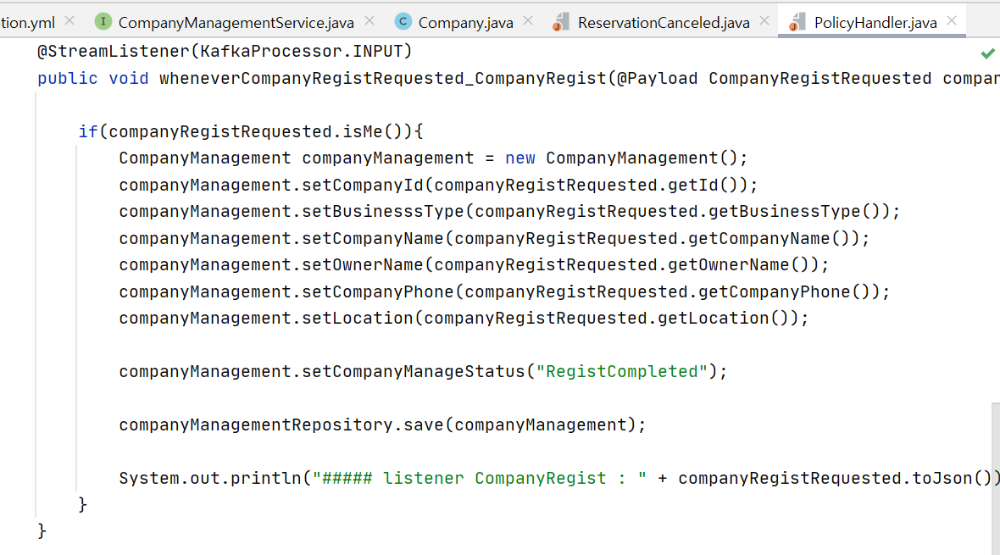 tion.yml CompanyManagementService.java Company.java ReservationCanceled.java PolicyHandler.java
@StreamListener(KafkaProcessor.INPUT)
public void wheneverCompanyRegistRequested_CompanyRegist(@Payload CompanyRegistRequested compan
if(companyRegistRequested.isMe()){
CompanyManagement companyManagement = new CompanyManagement();
companyManagement.setCompanyId(companyRegistRequested.getId());
companyManagement.setBusinesssType(companyRegistRequested.getBusinessType());
companyManagement.setCompanyName(companyRegistRequested.getCompanyName());
companyManagement.setOwnerName(companyRegistRequested.getOwnerName());
companyManagement.setCompanyPhone(companyRegistRequested.getCompanyPhone());
companyManagement.setLocation(companyRegistRequested.getLocation());
companyManagement.setCompanyManageStatus("RegistCompleted");
companyManagementRepository.save(companyManagement);
System.out.println("##### listener CompanyRegist : " + companyRegistRequested.toJson())
}
}